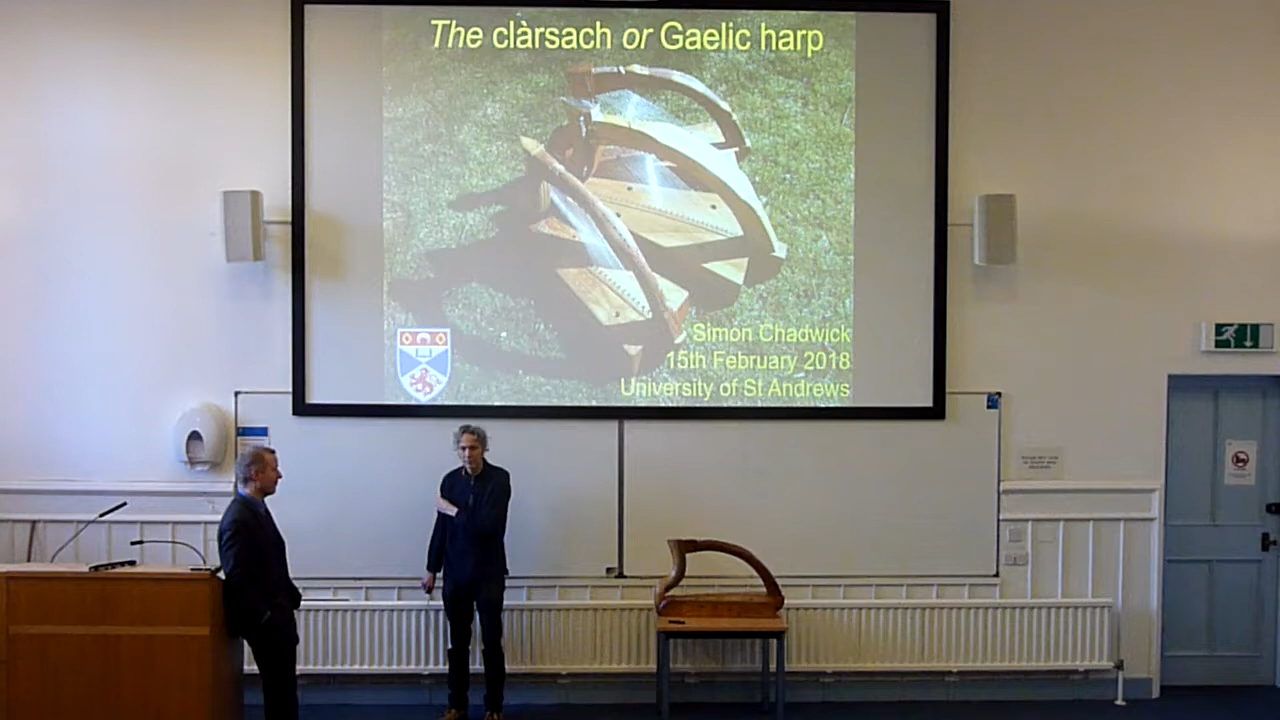 The clàrsach or Gaelic harp
Simon Chadwick
15th February 2018
University of St Andrews